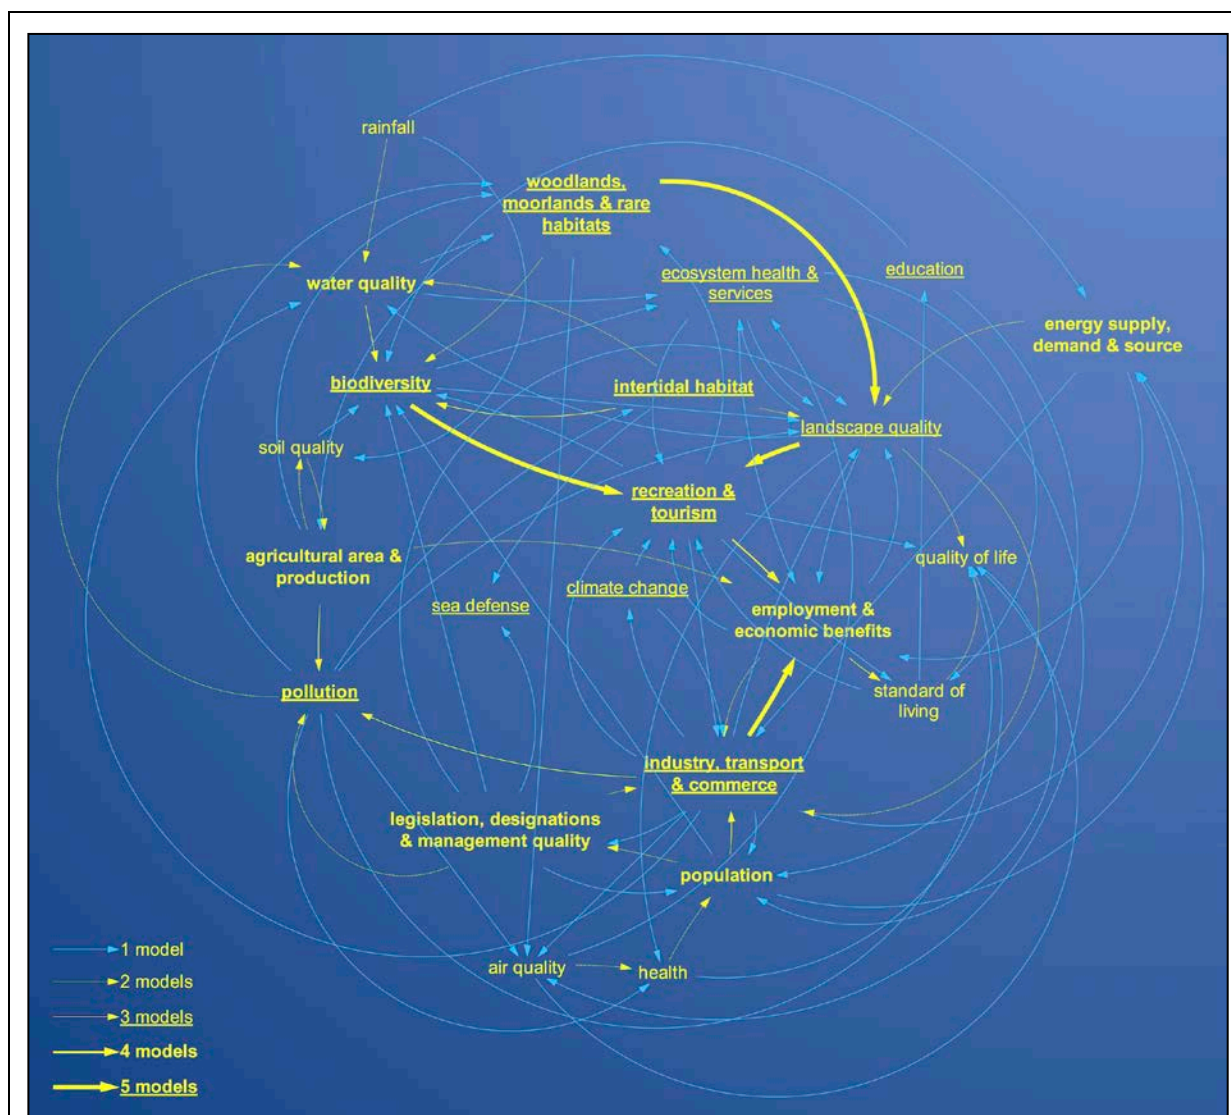 rainfall
woodlands,
moorlands & rare
habitats
ecosystem health &
services
education
water quality
energy supply,
demand & source
biodiversity
intertidal habitat
landscape quality
soil quality
recreation &
tourism
agricultural area &
production
quality of life
climate change
sea defense
employment &
economic benefits
pollution
standard of
living
industry, transport
& commerce
legislation, designations
& management quality
population
air quality
health
1 model
2 models
3 models
4 models
5 models